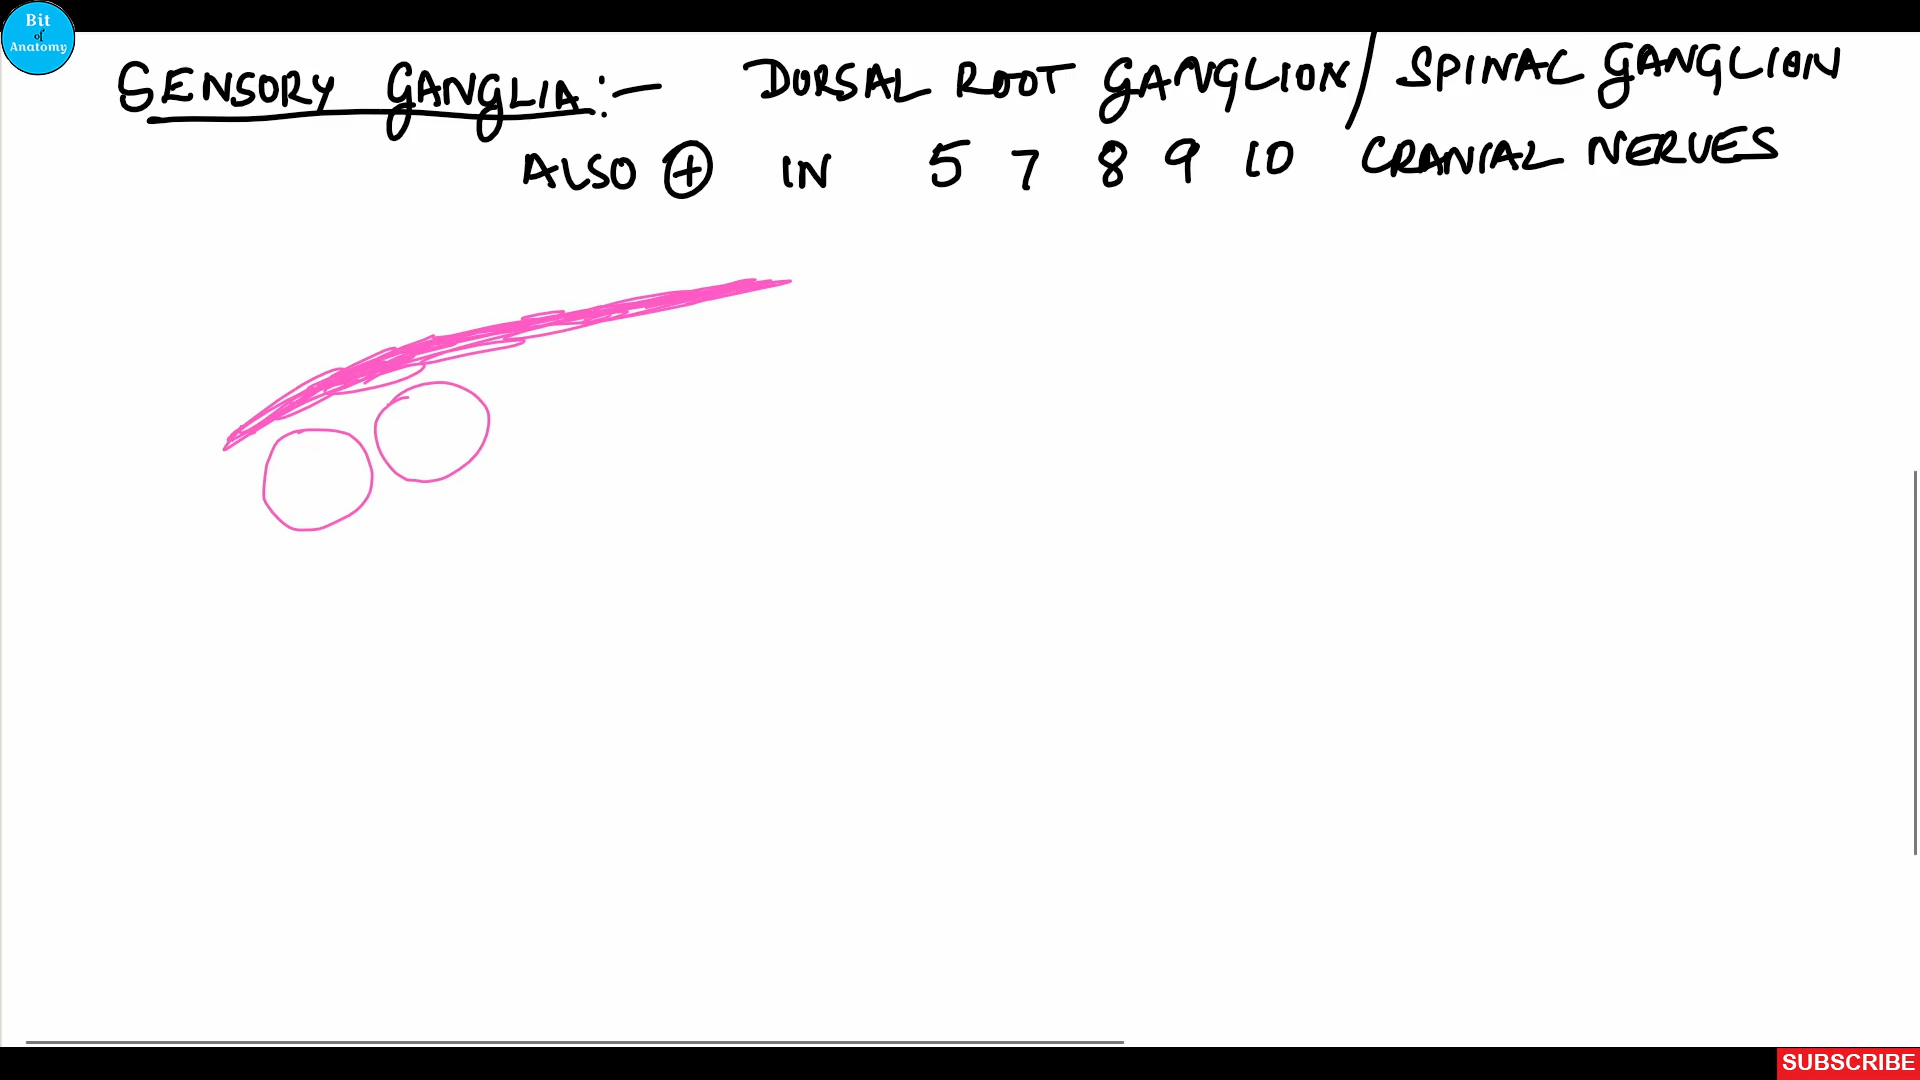 Bit
of
Anatomy
SENSORY GANGLIA:- DORSAL ROOT GANGLION/ SPINAL GANGLION
ALSO ⊕ IN 5 7 8 9 10 CRANIAL NERVES
SUBSCRIBE